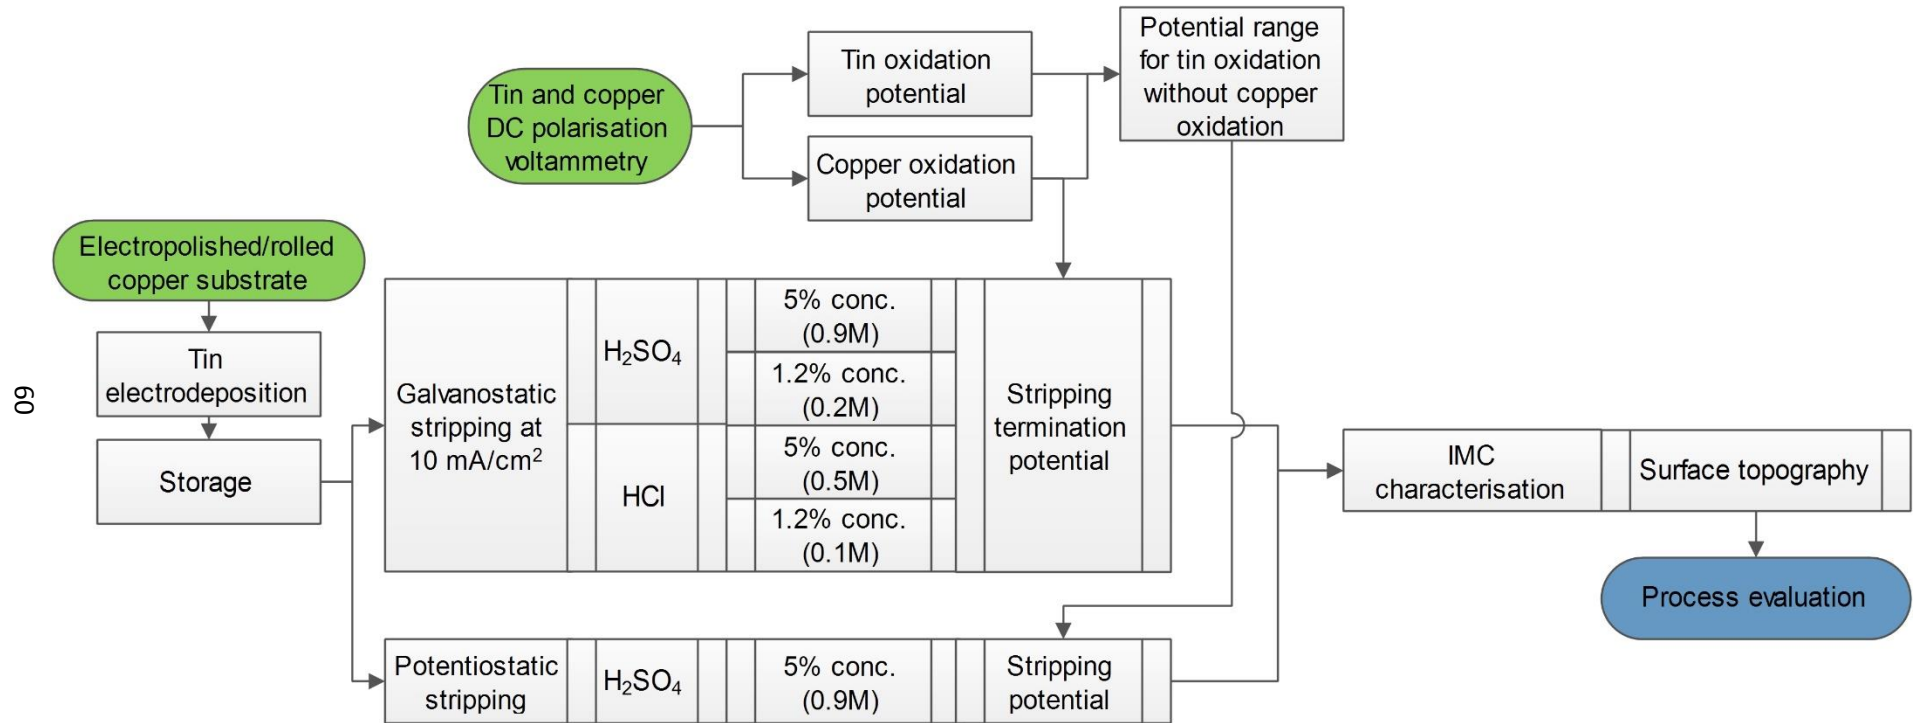 Tin and copper
DC polarisation
voltammetry
Tin oxidation
potential
Copper oxidation
potential
Potential range
for tin oxidation
without copper
oxidation
Electropolished/rolled
copper substrate
Tin
electrodeposition
Storage
Galvanostatic
stripping at
10 mA/cm²
H₂SO₄
HCl
5% conc.
(0.9M)
1.2% conc.
(0.2M)
5% conc.
(0.5M)
1.2% conc.
(0.1M)
Stripping
termination
potential
Potentiostatic
stripping
H₂SO₄
5% conc.
(0.9M)
Stripping
potential
IMC
characterisation
Surface topography
Process evaluation
60